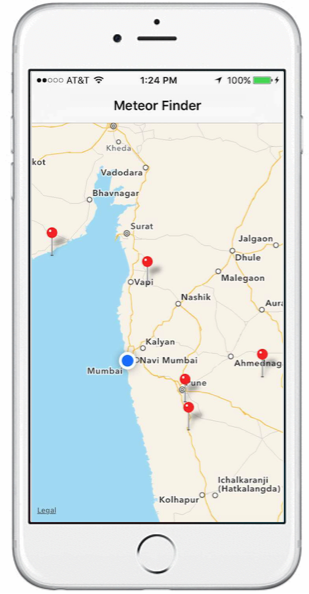 AT&T 1:24 PM 100%
Meteor Finder
kot
Kheda
Vadodara
Bhavnagar
Surat
Jalgaon
Dhule
Vapi
Malegaon
Nashik
Aura
Kalyan
Navi Mumbai
Ahmednag
Mumbai
une
Ichalkaranji
(Hatkalangda)
Kolhapur
Legal